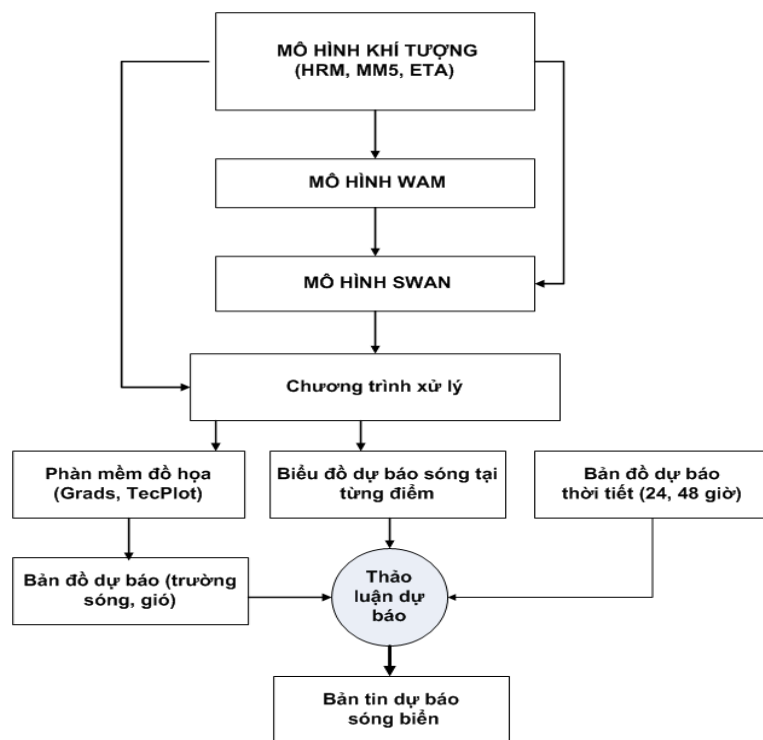 MÔ HÌNH KHÍ TƯỢNG
(HRM, MM5, ETA)
MÔ HÌNH WAM
MÔ HÌNH SWAN
Chương trình xử lý
Phần mềm đồ họa
(Grads, TecPlot)
Biểu đồ dự báo sóng tại
từng điểm
Bản đồ dự báo
thời tiết (24, 48 giờ)
Bản đồ dự báo (trường
sóng, gió)
Thảo
luận dự
báo
Bản tin dự báo
sóng biển